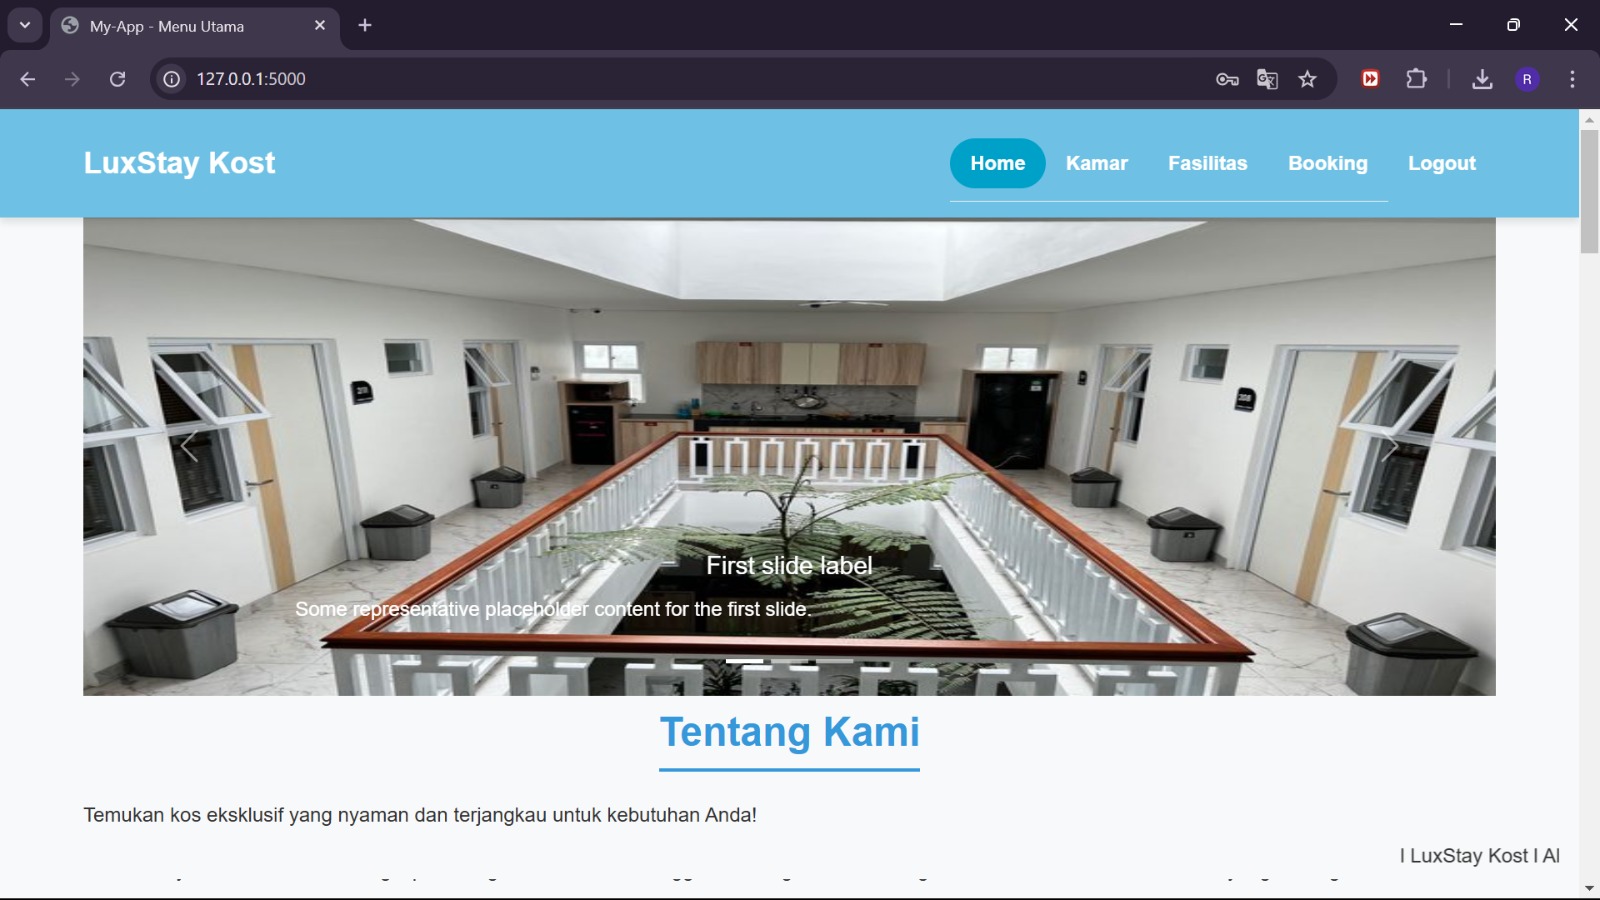 My-App - Menu Utama
127.0.0.1:5000
R
LuxStay Kost
Home Kamar Fasilitas Booking Logout
First slide label
Some representative placeholder content for the first slide.
Tentang Kami
Temukan kos eksklusif yang nyaman dan terjangkau untuk kebutuhan Anda!
I LuxStay Kost I Al